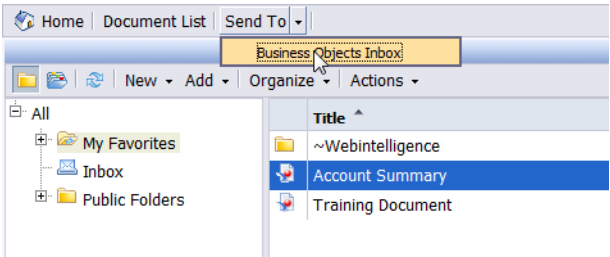 Home Document List Send To
Business Objects Inbox
New Add Organize Actions
All
Title
My Favorites
~Webintelligence
Inbox
Account Summary
Public Folders
Training Document